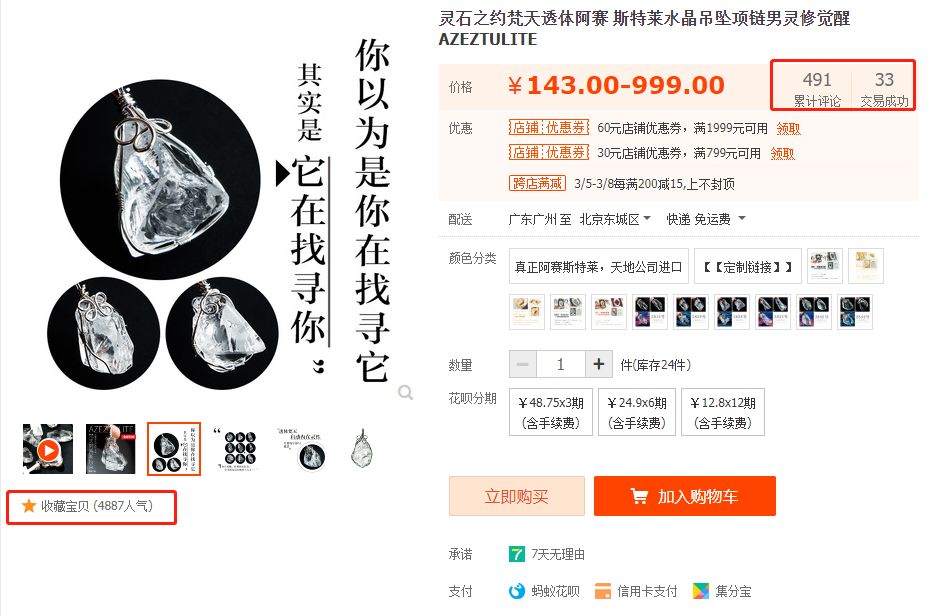 灵石之约梵天透体阿赛 斯特莱水晶吊坠项链男灵修觉醒
AZEZTULITE
你以为是你在找寻它
其实是
它在找寻你”
价格 ¥143.00-999.00
491 累计评论
33 交易成功
优惠 店铺优惠券 60元店铺优惠券，满1999元可用 领取
店铺优惠券 30元店铺优惠券，满799元可用 领取
跨店满减 3/5-3/8每满200减15,上不封顶
配送 广东广州 至 北京东城区 快递 免运费
颜色分类 真正阿赛斯特莱，天地公司进口 【【定制链接】】
数量 1 件(库存24件)
花呗分期 ￥48.75x3期 ￥24.9x6期 ￥12.8x12期
(含手续费) (含手续费) (含手续费)
收藏宝贝 (4887人气)
立即购买 加入购物车
承诺 7 7天无理由
支付 蚂蚁花呗 信用卡支付 集分宝